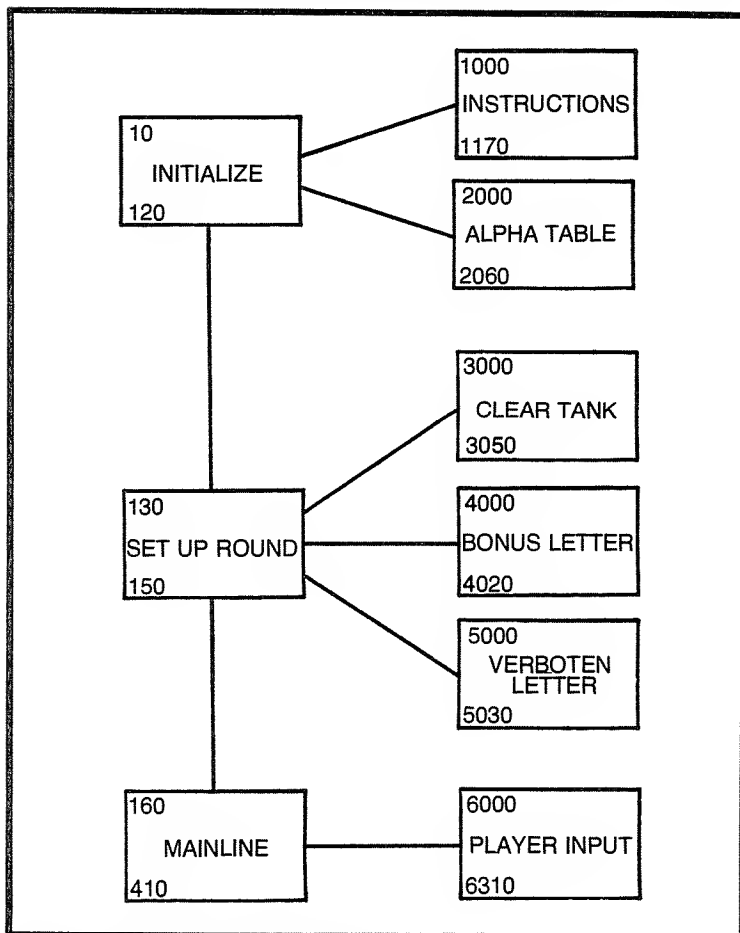 1000
INSTRUCTIONS
1170
10
INITIALIZE
120
2000
ALPHA TABLE
2060
3000
CLEAR TANK
3050
130
SET UP ROUND
150
4000
BONUS LETTER
4020
5000
VERBOTEN
LETTER
5030
160
MAINLINE
410
6000
PLAYER INPUT
6310